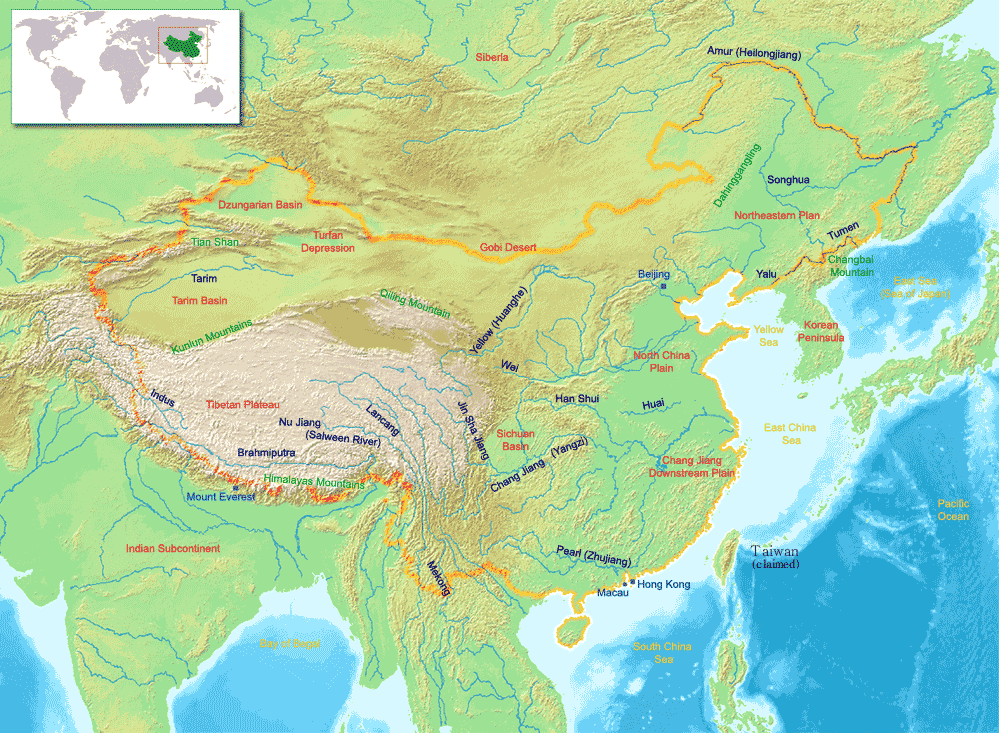 Amur (Heilongjiang)
Siberia
Dahinggangling
Songhua
Dzungarian Basin
Northeastern Plan
Turfan
Depression
Tumen
Tian Shan
Gobi Desert
Changbai
Mountain
Beijing
Yalu
Tarim
(Sea of Japan)
Tarim Basin
Qiling Mountain
Yellow (Huanghe)
Kunlun Mountains
Yellow
Sea
Korean
Peninsula
Wei
North China
Plain
Indus
Tibetan Plateau
Lancang
Jin Sha Jiang
Han Shui
Huai
Nu Jiang
(Salween River)
Sichuan
Basin
East China
Sea
Brahmiputra
Chang Jiang (Yangzi)
Chang Jiang
Downstream Plain
Himalayas Mountains
Mount Everest
Pacific
Ocean
Indian Subcontinent
Pearl (Zhujiang)
Taiwan
(claimed)
Mekong
Macau
Hong Kong
Bay of Bagal
South China
Sea